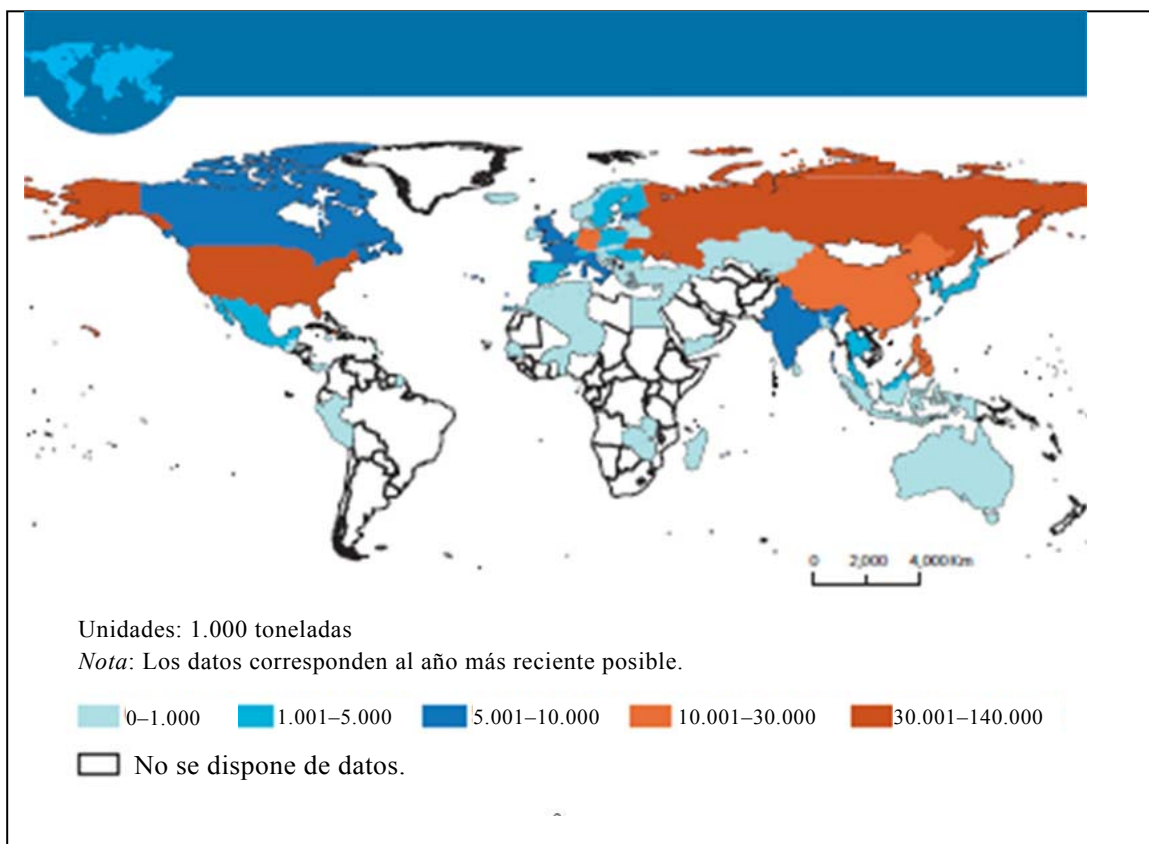 0 2,000 4,000 Km
Unidades: 1.000 toneladas
Nota: Los datos corresponden al año más reciente posible.
0–1.000 1.001–5.000 5.001–10.000 10.001–30.000 30.001–140.000
No se dispone de datos.